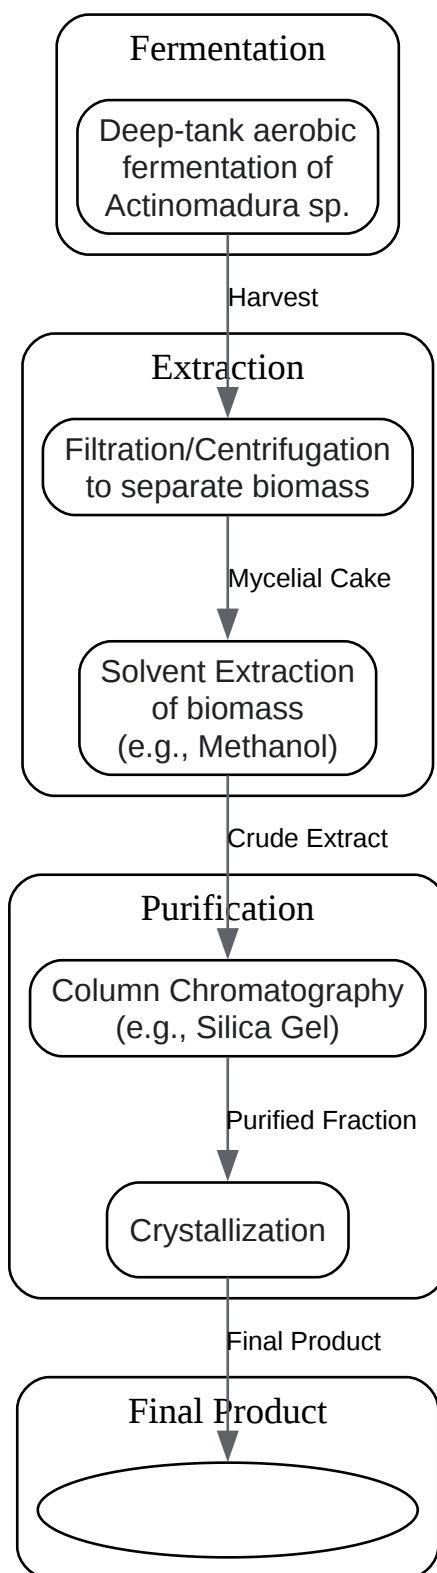 Fermentation
Deep-tank aerobic
fermentation of
Actinomadura sp.
Harvest
Extraction
Filtration/Centrifugation
to separate biomass
Mycelial Cake
Solvent Extraction
of biomass
(e.g., Methanol)
Crude Extract
Purification
Column Chromatography
(e.g., Silica Gel)
Purified Fraction
Crystallization
Final Product
Final Product